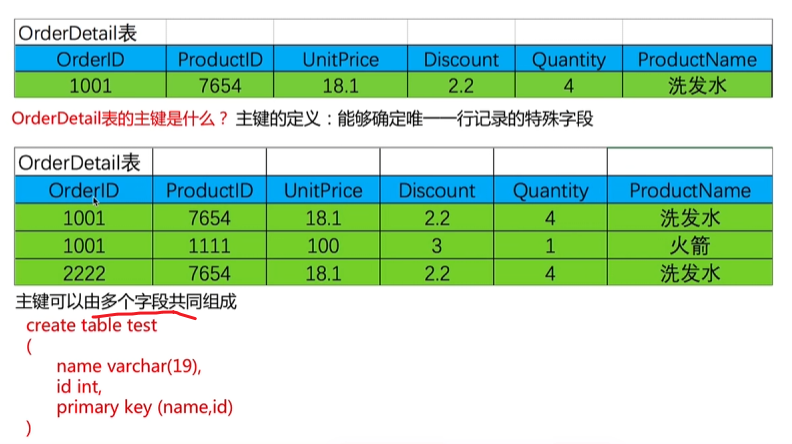 OrderDetail表
OrderID ProductID UnitPrice Discount Quantity ProductName
1001 7654 18.1 2.2 4 洗发水
OrderDetail表的主键是什么？ 主键的定义：能够确定唯一一行记录的特殊字段
OrderDetail表
OrderID ProductID UnitPrice Discount Quantity ProductName
1001 7654 18.1 2.2 4 洗发水
1001 1111 100 3 1 火箭
2222 7654 18.1 2.2 4 洗发水
主键可以由多个字段共同组成
create table test
(
name varchar(19),
id int,
primary key (name,id)
)